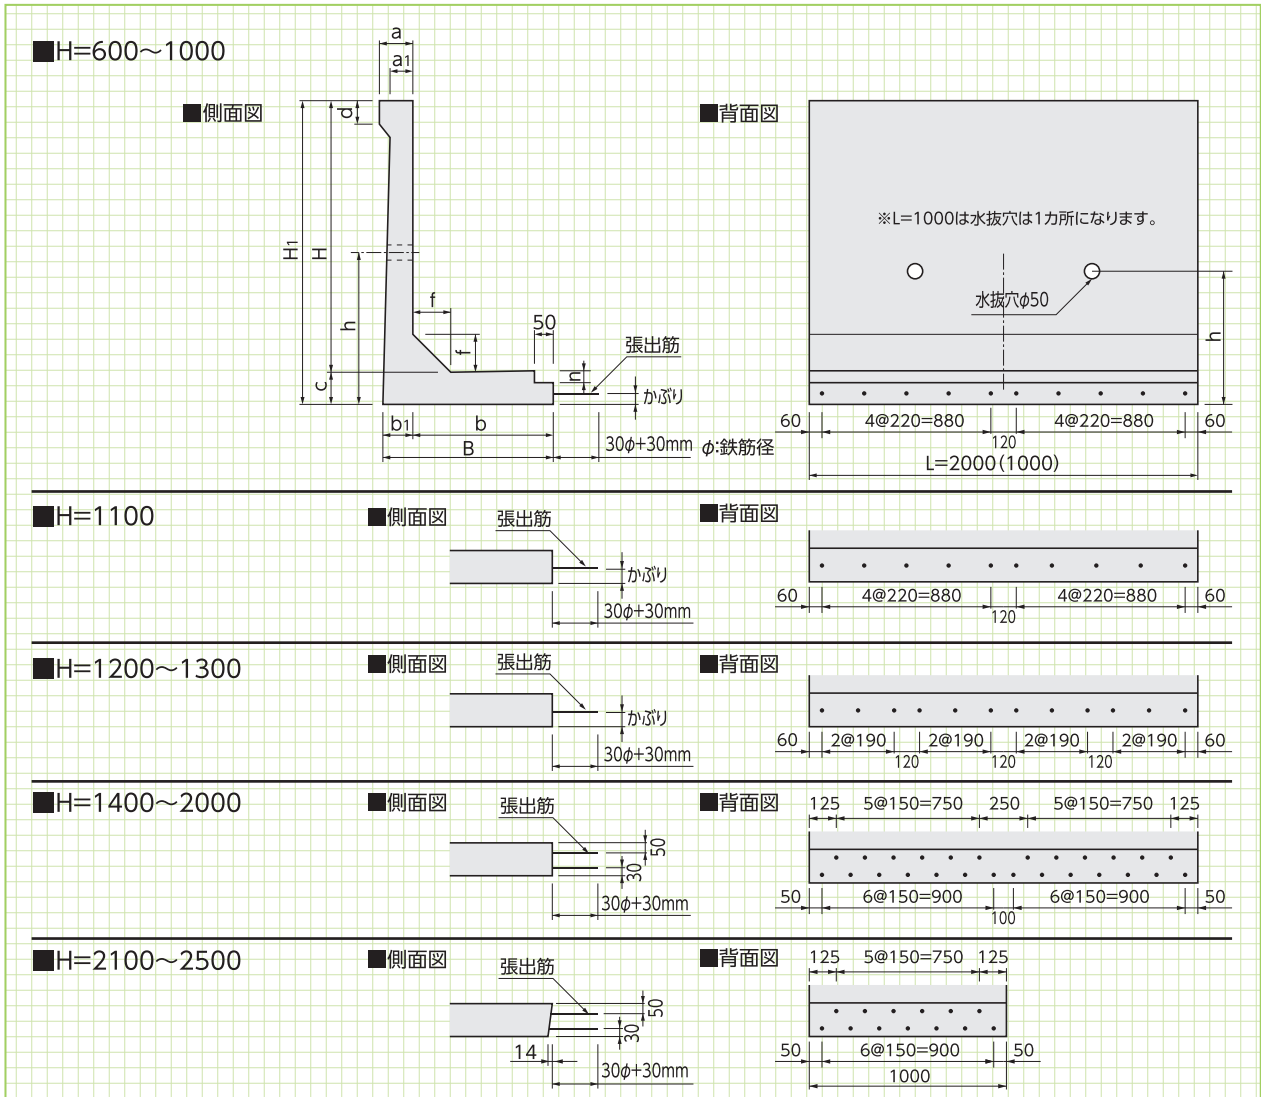 ■H=600～1000
■側面図
a
a1
d
H1
H
h
c
f
f
50
n
張出筋
かぶり
b1
b
B
30φ+30mm
φ:鉄筋径
■背面図
※L=1000は水抜穴は1カ所になります。
水抜穴φ50
h
60
4@220=880
120
4@220=880
60
L=2000(1000)
■H=1100
■側面図
張出筋
かぶり
30φ+30mm
■背面図
60
4@220=880
120
4@220=880
60
■H=1200～1300
■側面図
張出筋
かぶり
30φ+30mm
■背面図
60
2@190
120
2@190
120
2@190
120
2@190
60
■H=1400～2000
■側面図
張出筋
50
30
30φ+30mm
■背面図
125
5@150=750
250
5@150=750
125
50
6@150=900
100
6@150=900
50
■H=2100～2500
■側面図
張出筋
50
30
14
30φ+30mm
■背面図
125
5@150=750
125
50
6@150=900
50
1000